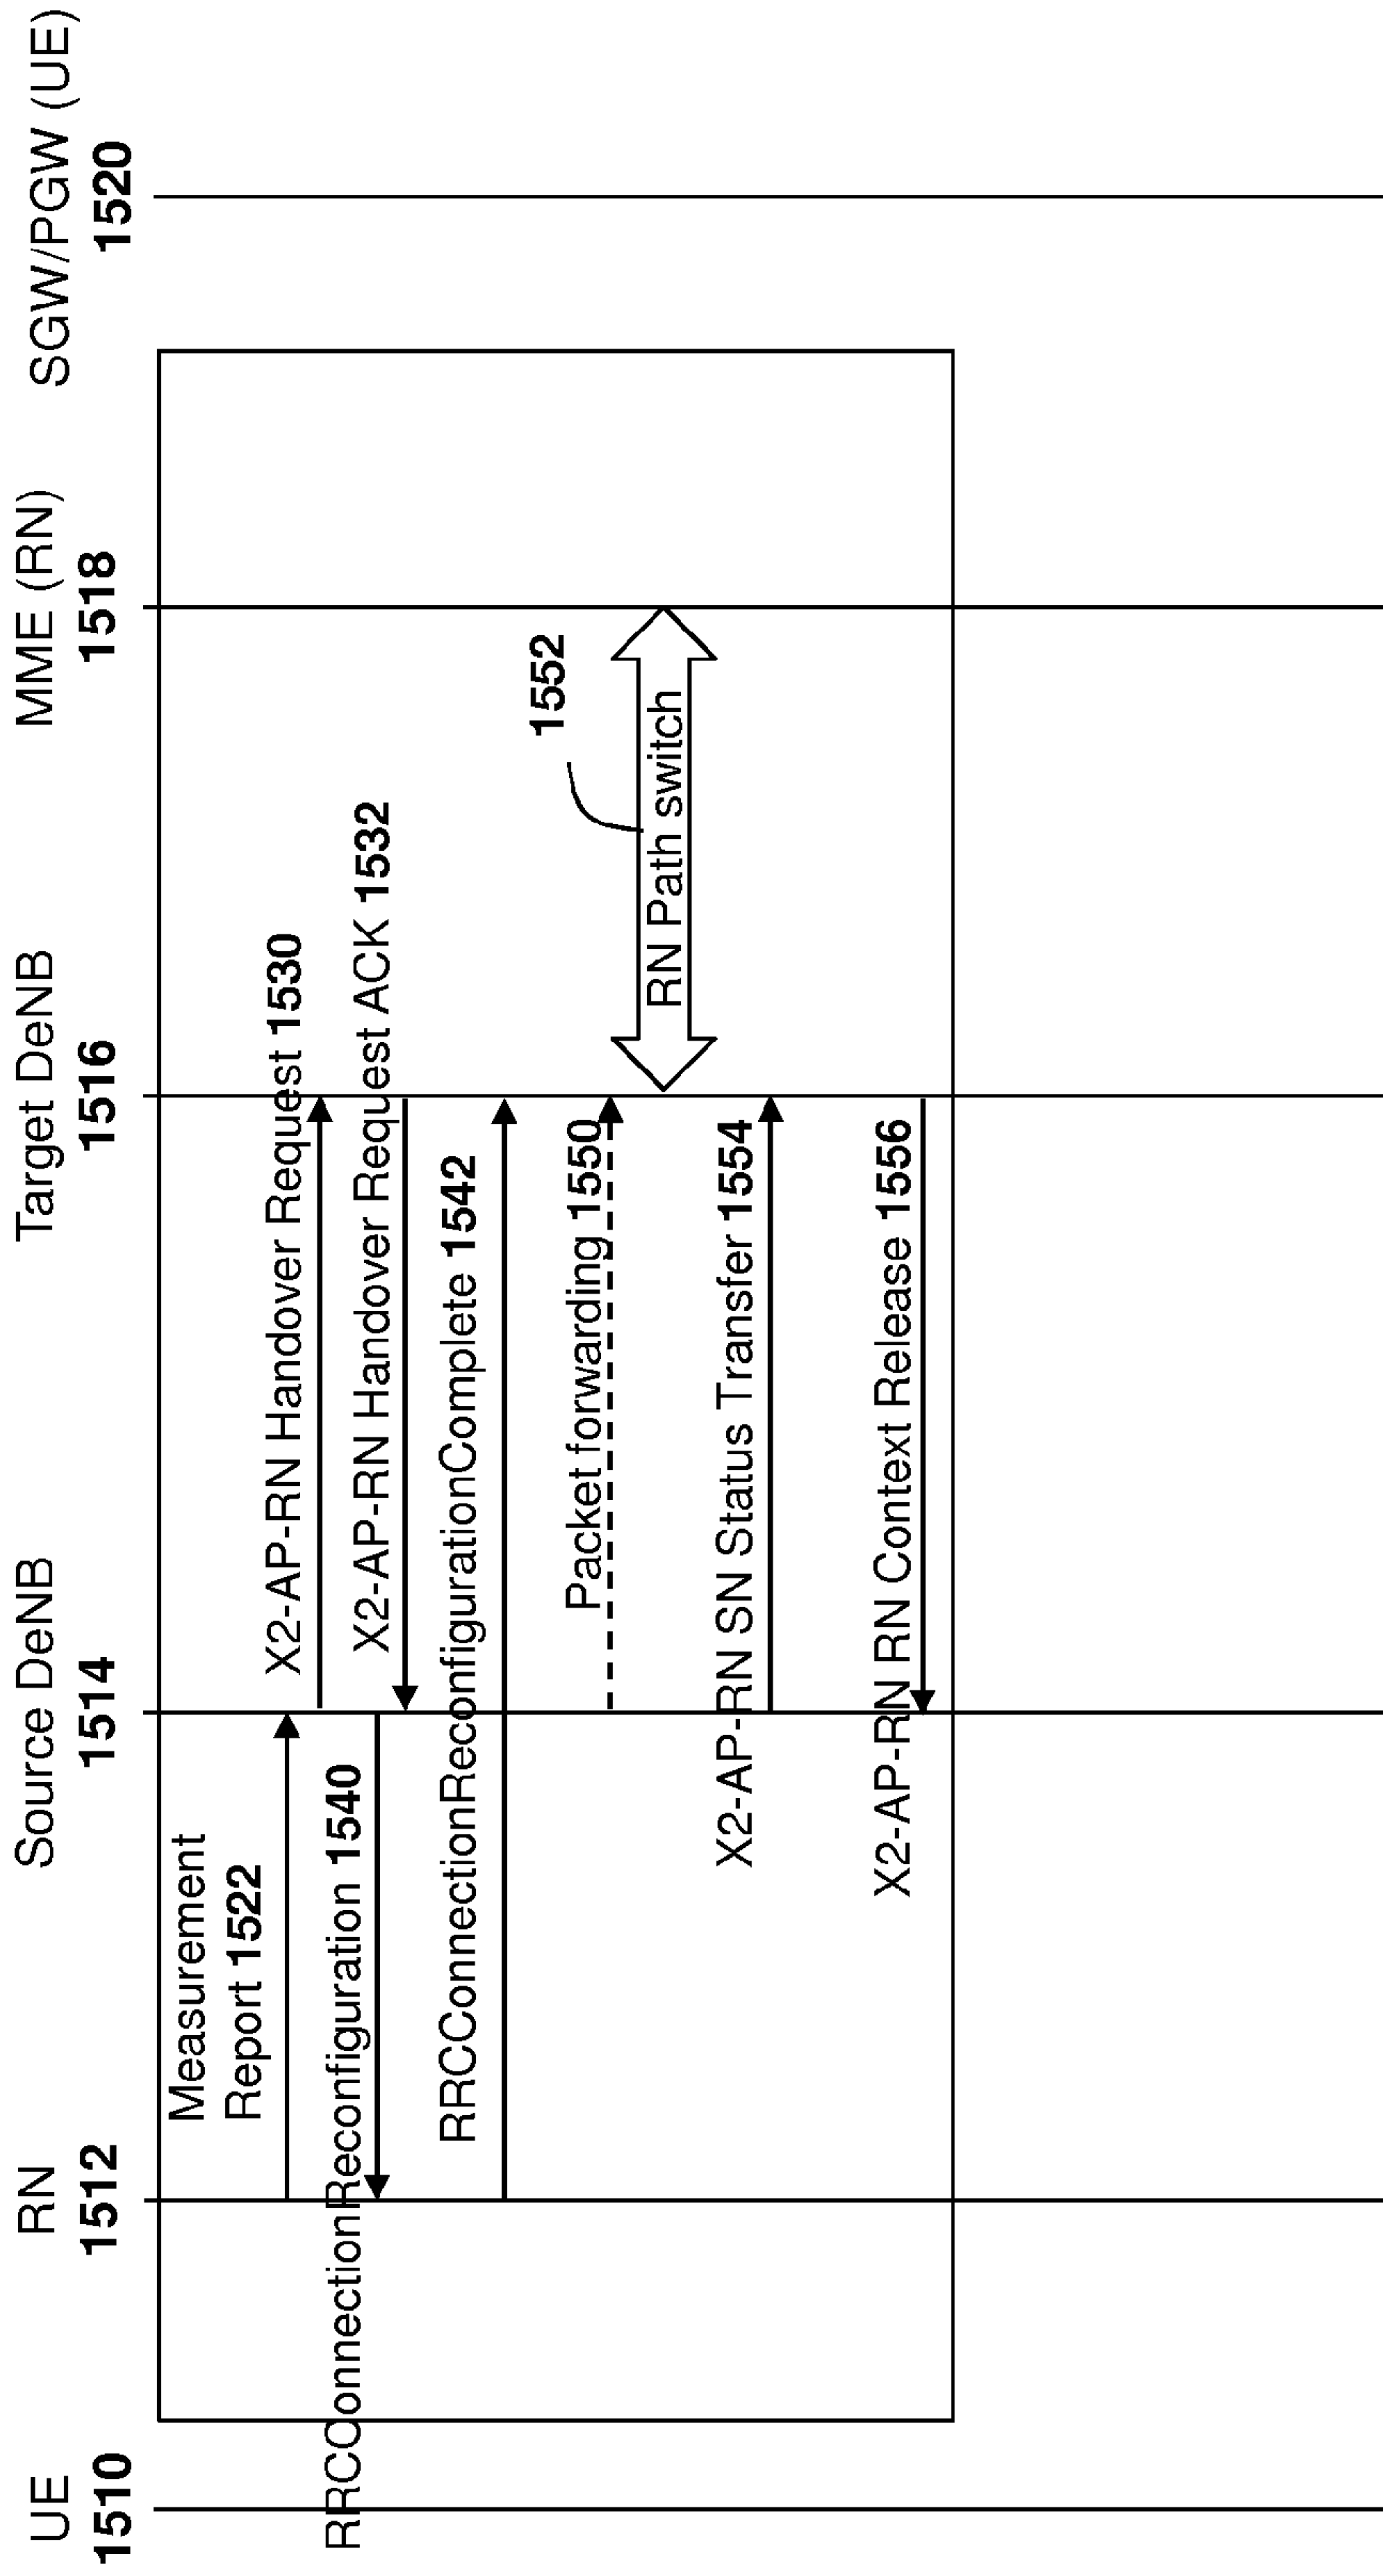 UE
1510
RN
1512
Source DeNB
1514
Target DeNB
1516
MME (RN)
1518
SGW/PGW (UE)
1520
Measurement
Report 1522
X2-AP-RN Handover Request 1530
RRCConnectionReconfiguration 1540
X2-AP-RN Handover Request ACK 1532
RRCConnectionReconfigurationComplete 1542
1552
Packet forwarding 1550
RN Path switch
X2-AP-RN SN Status Transfer 1554
X2-AP-RN RN Context Release 1556